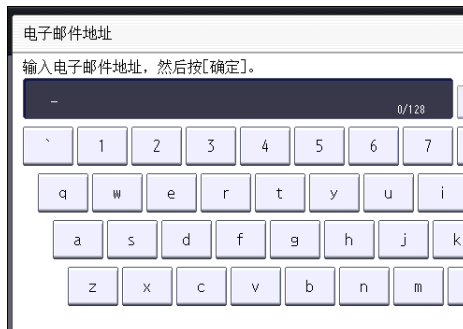 电子邮件地址
输入电子邮件地址，然后按[确定]。
_
0/128
` 1 2 3 4 5 6 7
q w e r t y u i
a s d f g h j k
z x c v b n m